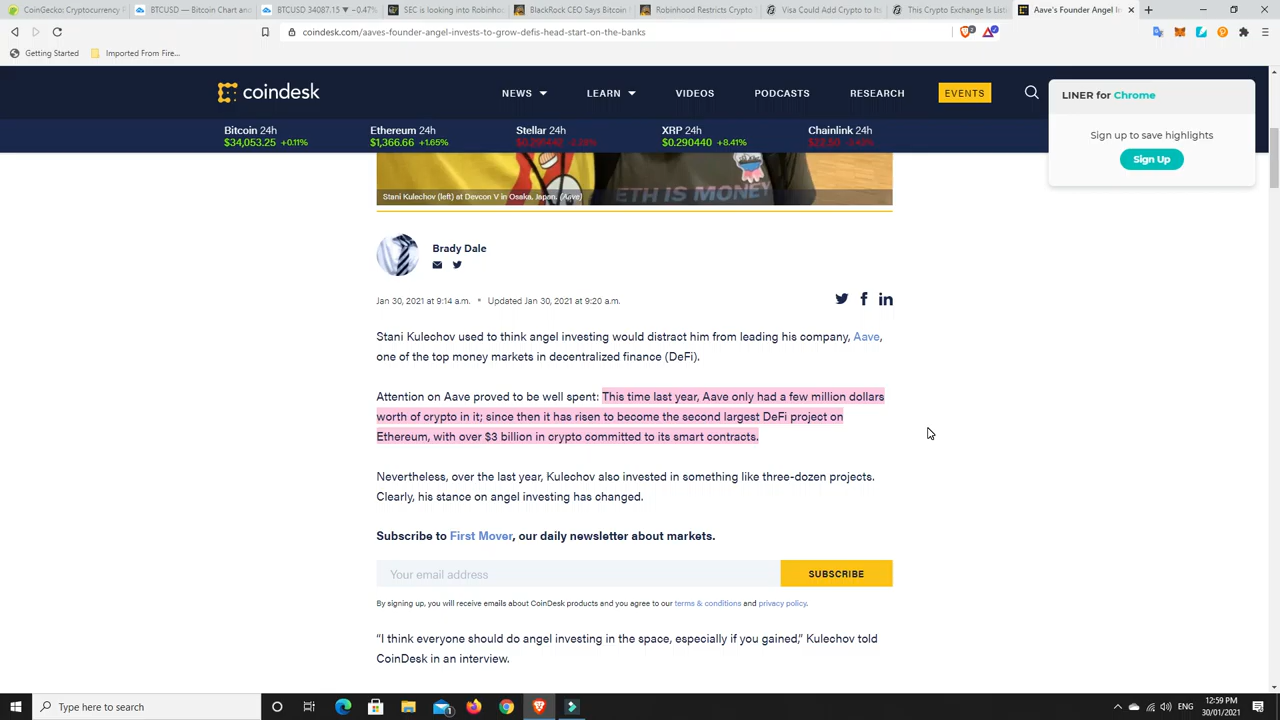 CoinGecko: Cryptocurrency P
BTCUSD — Bitcoin Chart and
BTCUSD 34087.15 ▼ −0.47%
SEC is looking into Robinhoo
BlackRock CEO Says Bitcoin
Robinhood Restricts Crypto
Visa Could Add Crypto to Its
This Crypto Exchange Is Listi
Aave's Founder Angel In
coindesk.com/aaves-founder-angel-invests-to-grow-defis-head-start-on-the-banks
Getting Started
Imported From Fire...
coindesk
NEWS
LEARN
VIDEOS
PODCASTS
RESEARCH
EVENTS
LINER for Chrome
Sign up to save highlights
Sign Up
Bitcoin 24h
$34,053.25 +0.11%
Ethereum 24h
$1,366.66 +1.65%
Stellar 24h
XRP 24h
$0.290440 +8.41%
Chainlink 24h
ETH IS MONEY
Stani Kulechov (left) at Devcon V in Osaka, Japan. (Aave)
Brady Dale
Jan 30, 2021 at 9:14 a.m. • Updated Jan 30, 2021 at 9:20 a.m.
Stani Kulechov used to think angel investing would distract him from leading his company, Aave,
one of the top money markets in decentralized finance (DeFi).
Attention on Aave proved to be well spent: This time last year, Aave only had a few million dollars
worth of crypto in it; since then it has risen to become the second largest DeFi project on
Ethereum, with over $3 billion in crypto committed to its smart contracts.
Nevertheless, over the last year, Kulechov also invested in something like three-dozen projects.
Clearly, his stance on angel investing has changed.
Subscribe to First Mover, our daily newsletter about markets.
Your email address
SUBSCRIBE
By signing up, you will receive emails about CoinDesk products and you agree to our terms & conditions and privacy policy.
“I think everyone should do angel investing in the space, especially if you gained,” Kulechov told
CoinDesk in an interview.
Type here to search
ENG
12:59 PM
30/01/2021